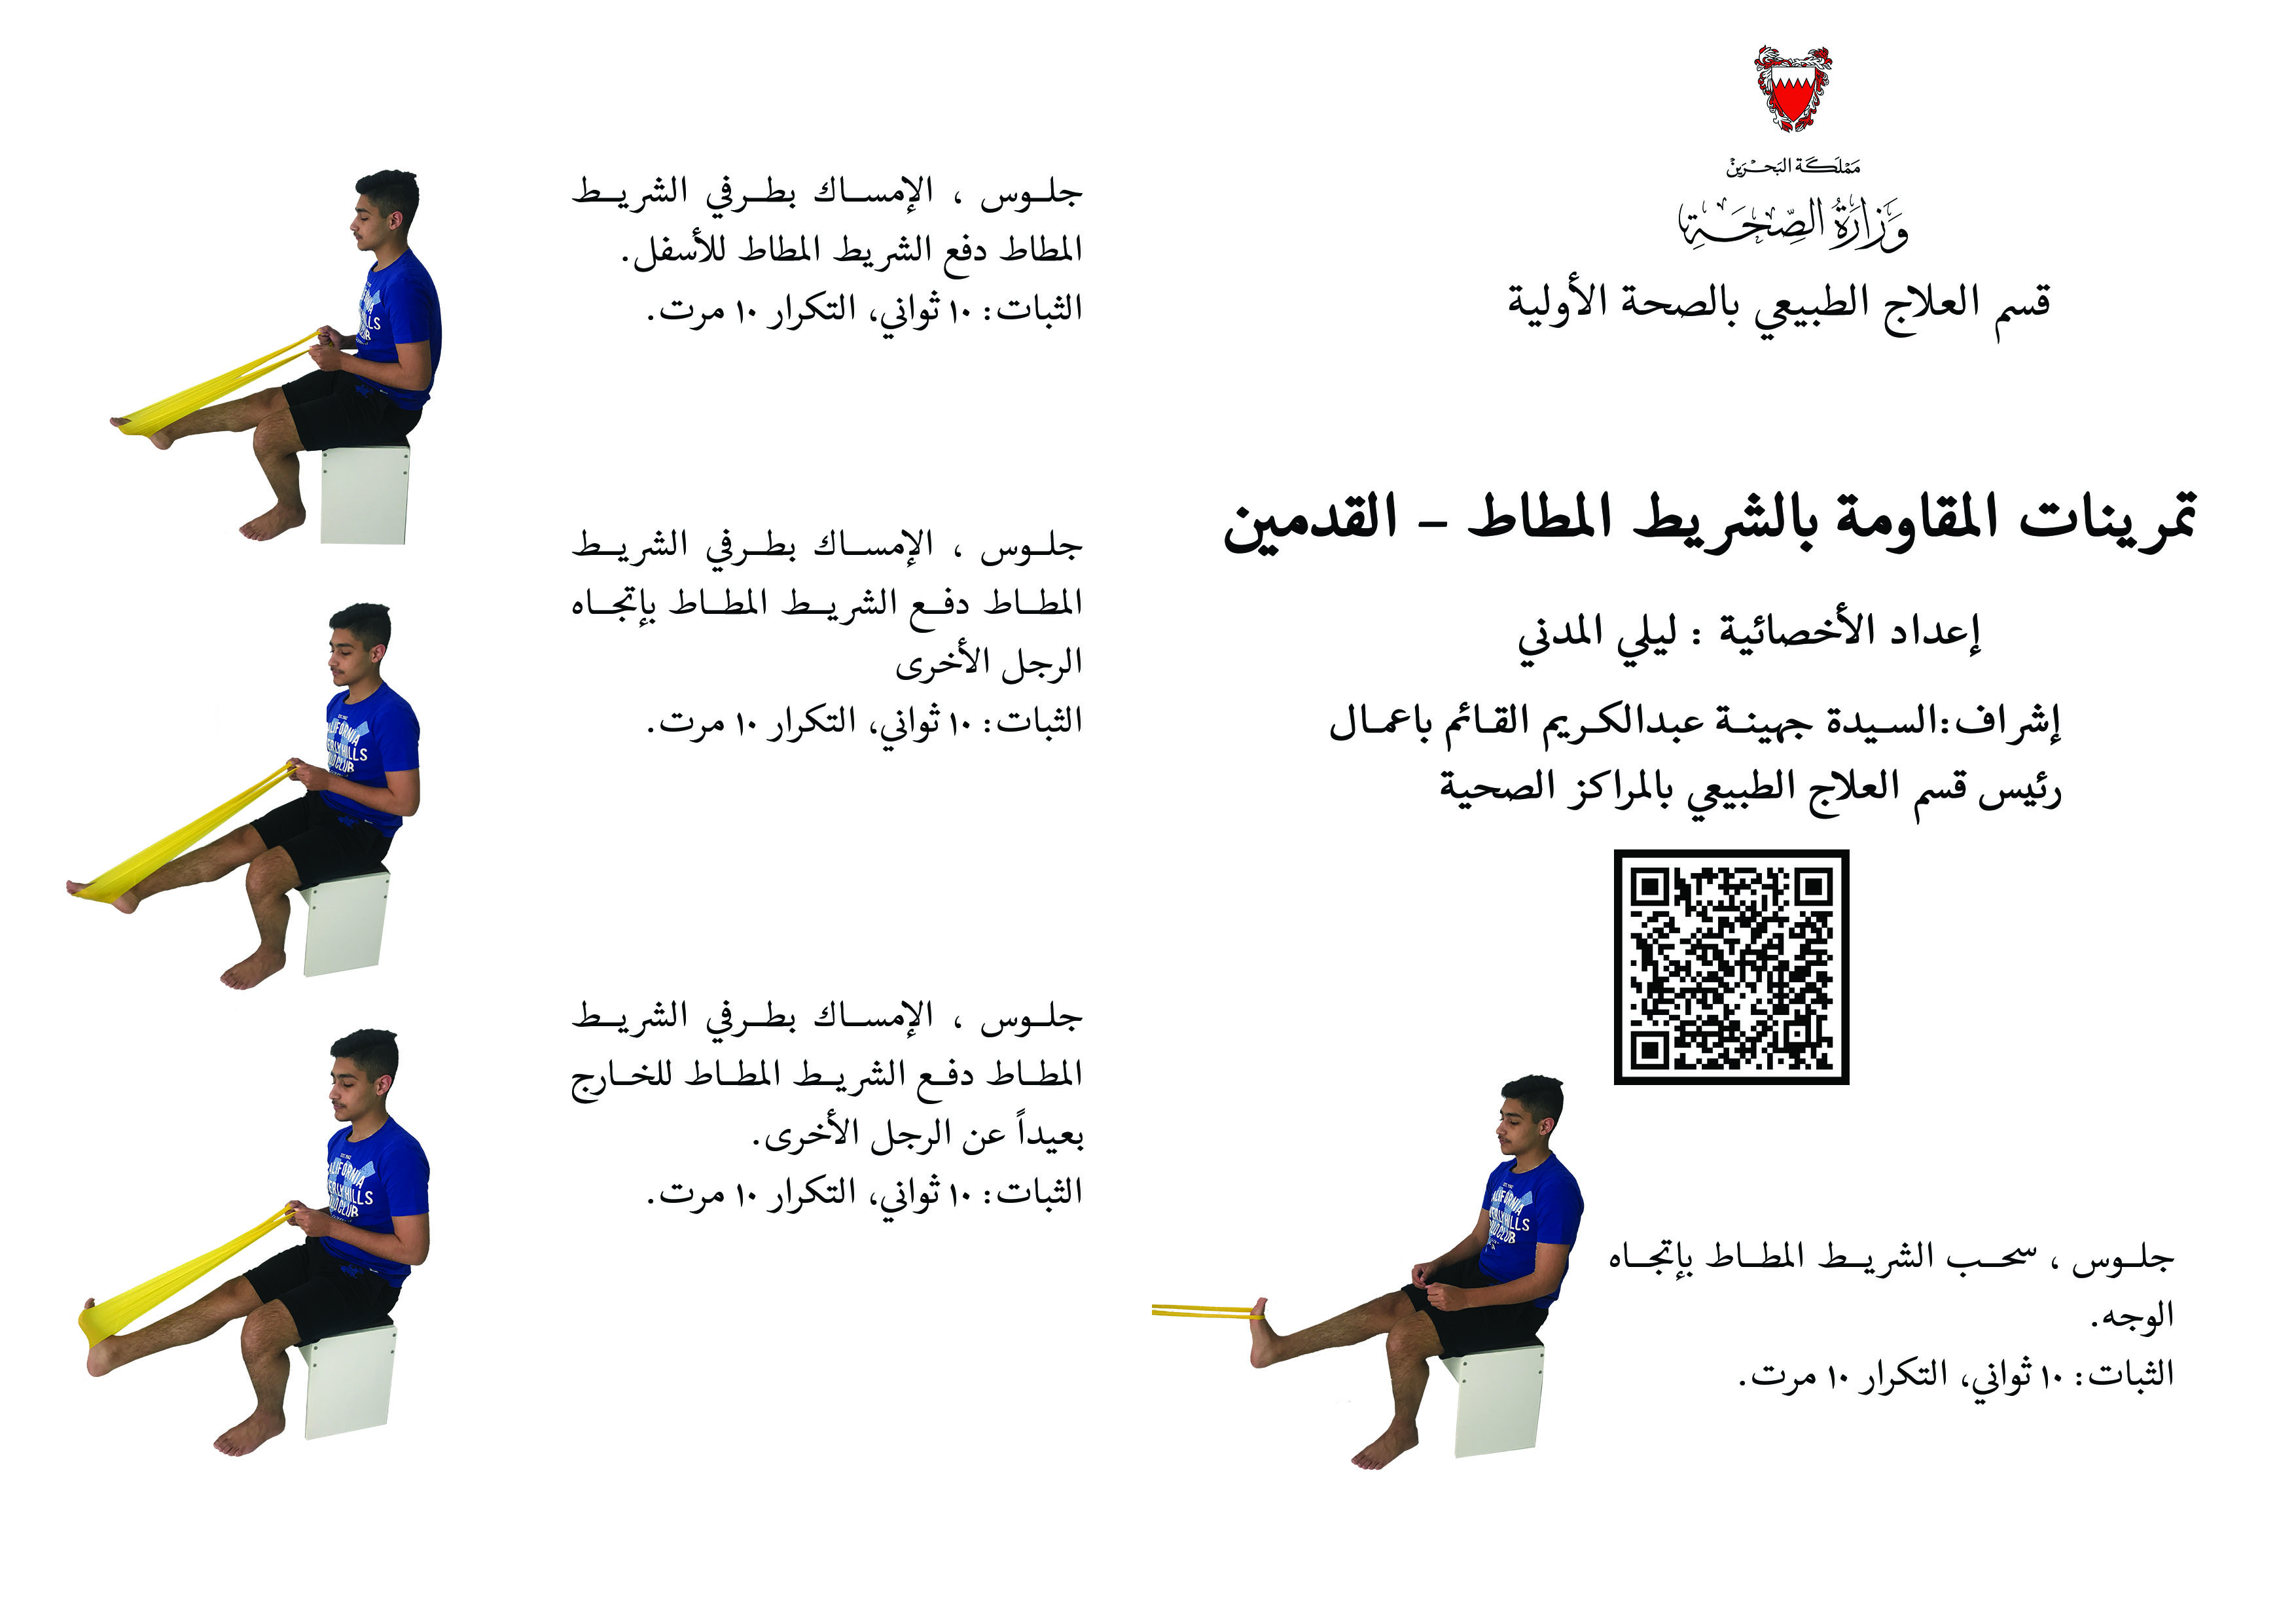 مملكة البحرين
وزارة الصحة
قسم العلاج الطبيعي بالصحة الأولية
تمرينات المقاومة بالشريط المطاط – القدمين
إعداد الأخصائية : ليلي المدني
إشراف:السيدة جهينة عبدالكريم القائم باعمال
رئيس قسم العلاج الطبيعي بالمراكز الصحية
جلوس ، سحب الشريط المطاط بإتجاه
الوجه.
الثبات: ١٠ ثواني، التكرار ١٠ مرت.
جلوس ، الإمساك بطرفي الشريط
المطاط دفع الشريط المطاط للأسفل.
الثبات: ١٠ ثواني، التكرار ١٠ مرت.
جلوس ، الإمساك بطرفي الشريط
المطاط دفع الشريط المطاط بإتجاه
الرجل الأخرى
الثبات: ١٠ ثواني، التكرار ١٠ مرت.
جلوس ، الإمساك بطرفي الشريط
المطاط دفع الشريط المطاط للخارج
بعيداً عن الرجل الأخرى.
الثبات: ١٠ ثواني، التكرار ١٠ مرت.